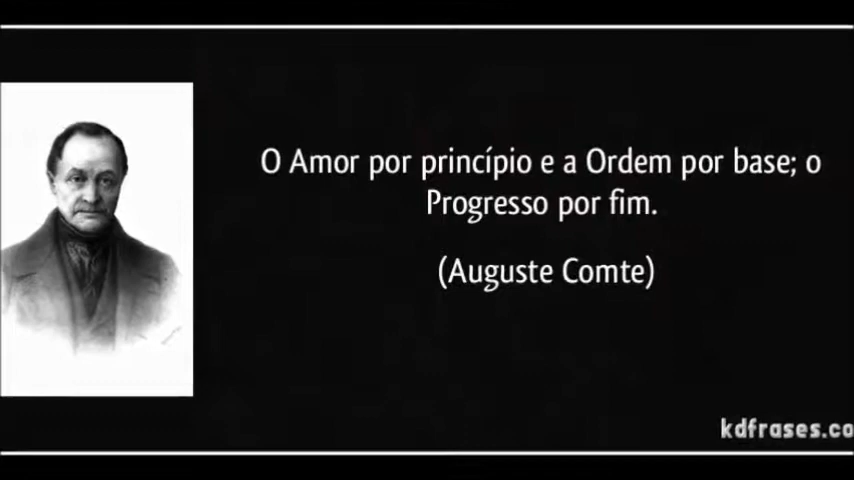 O Amor por princípio e a Ordem por base; o
Progresso por fim.
(Auguste Comte)
kdfrases.co